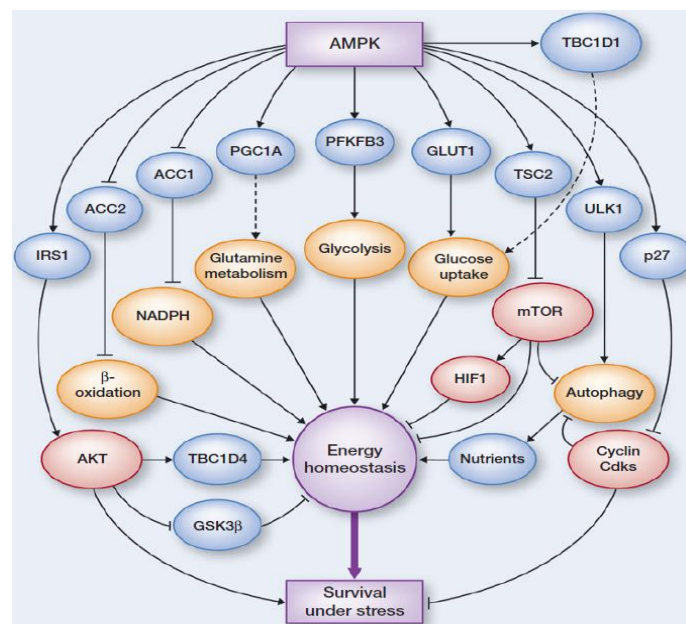 AMPK
TBC1D1
PGC1A
PFKFB3
GLUT1
ACC1
TSC2
ACC2
ULK1
IRS1
Glutamine
metabolism
Glycolysis
Glucose
uptake
p27
NADPH
mTOR
HIF1
β-
oxidation
Autophagy
AKT
TBC1D4
Energy
homeostasis
Nutrients
Cyclin
Cdks
GSK3β
Survival
under stress